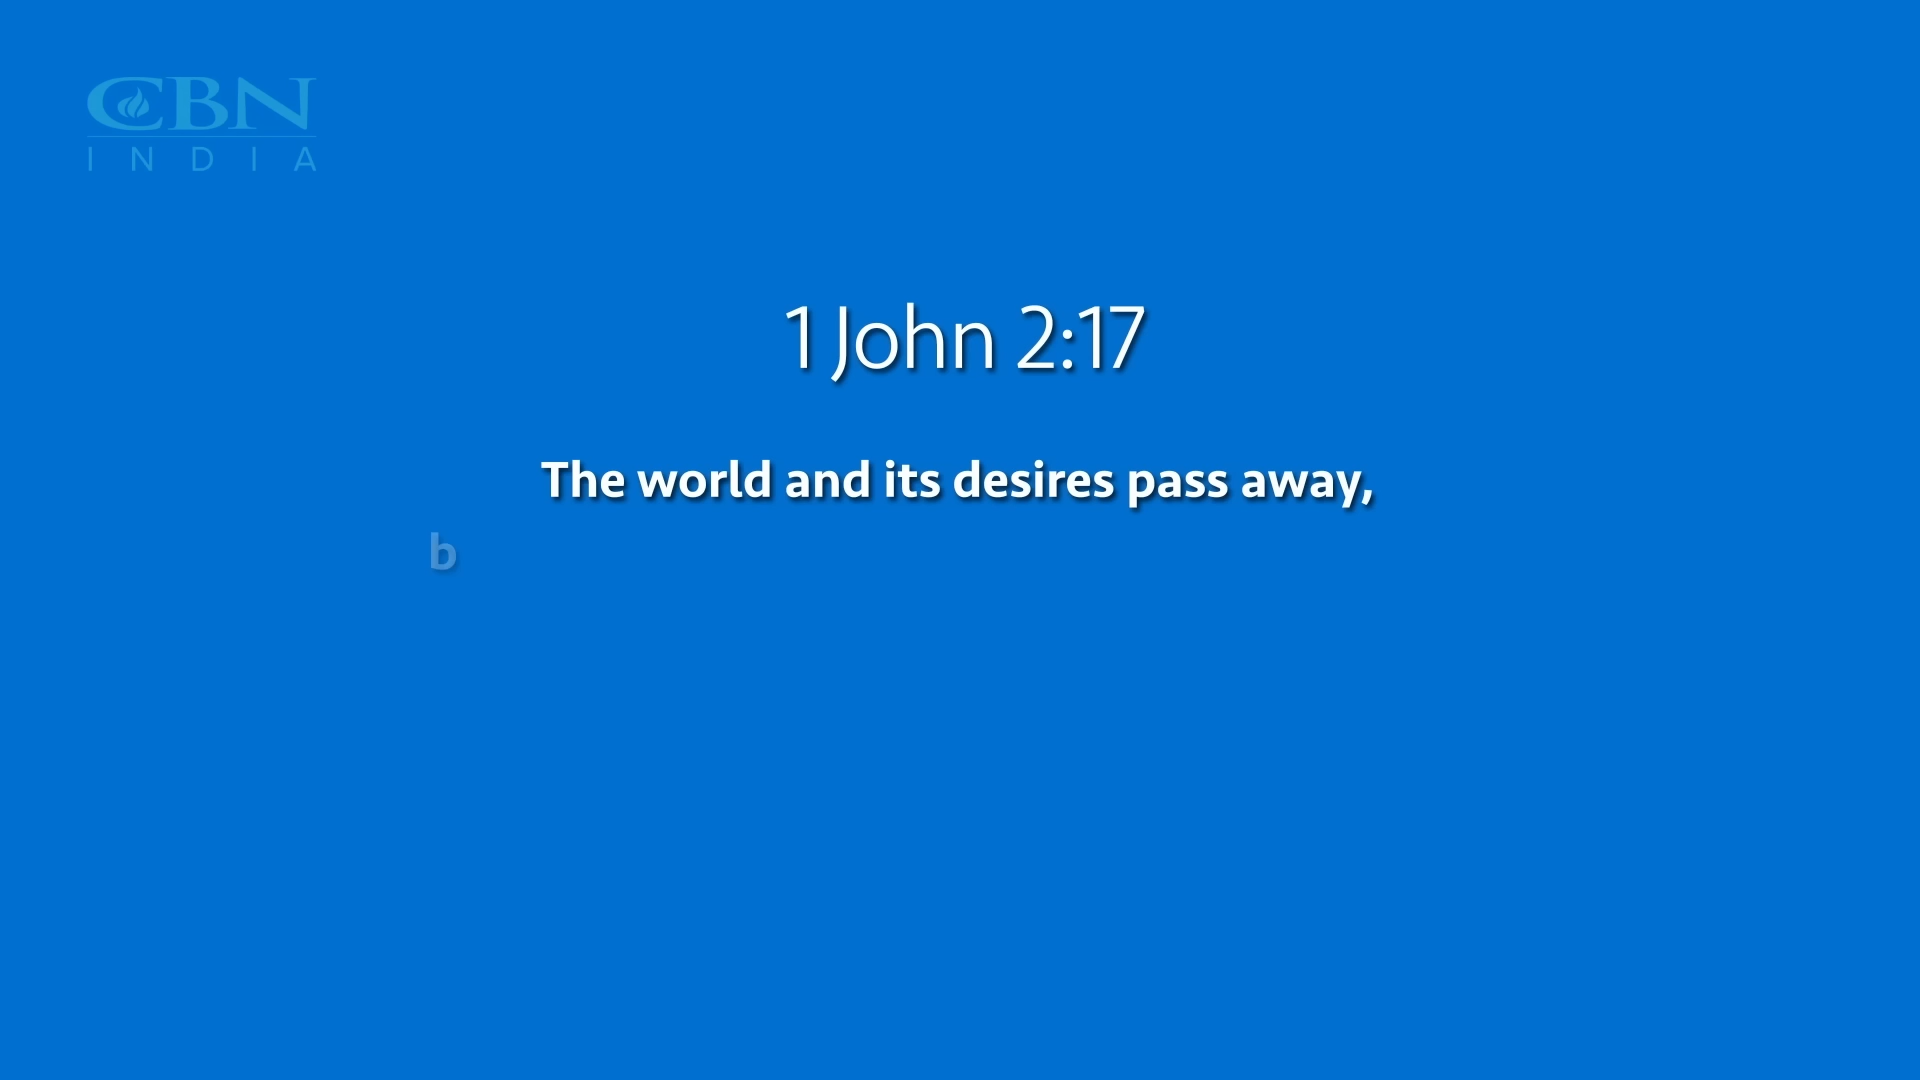 CBN
INDIA
1 John 2:17
The world and its desires pass away,
b